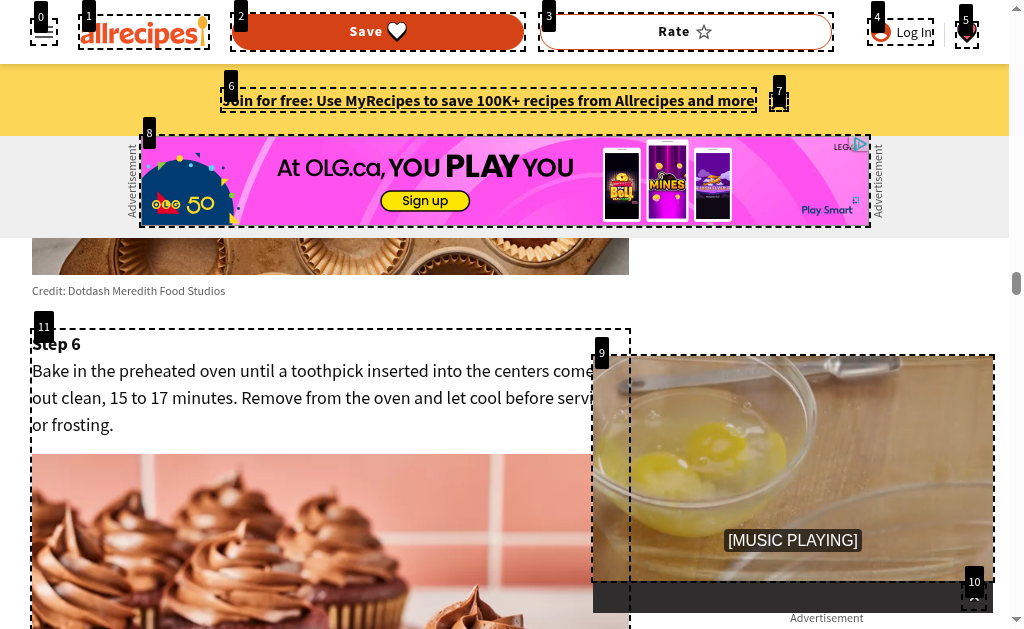 0
1
2
3
4
5
allrecipes
Save
Rate
Log In
6
7
Join for free: Use MyRecipes to save 100K+ recipes from Allrecipes and more
8
Advertisement
OLG 50
At OLG.ca, YOU PLAY YOU
Sign up
MINES
Play Smart
Advertisement
Credit: Dotdash Meredith Food Studios
11
Step 6
Bake in the preheated oven until a toothpick inserted into the centers come
out clean, 15 to 17 minutes. Remove from the oven and let cool before servi
or frosting.
9
[MUSIC PLAYING]
10
Advertisement